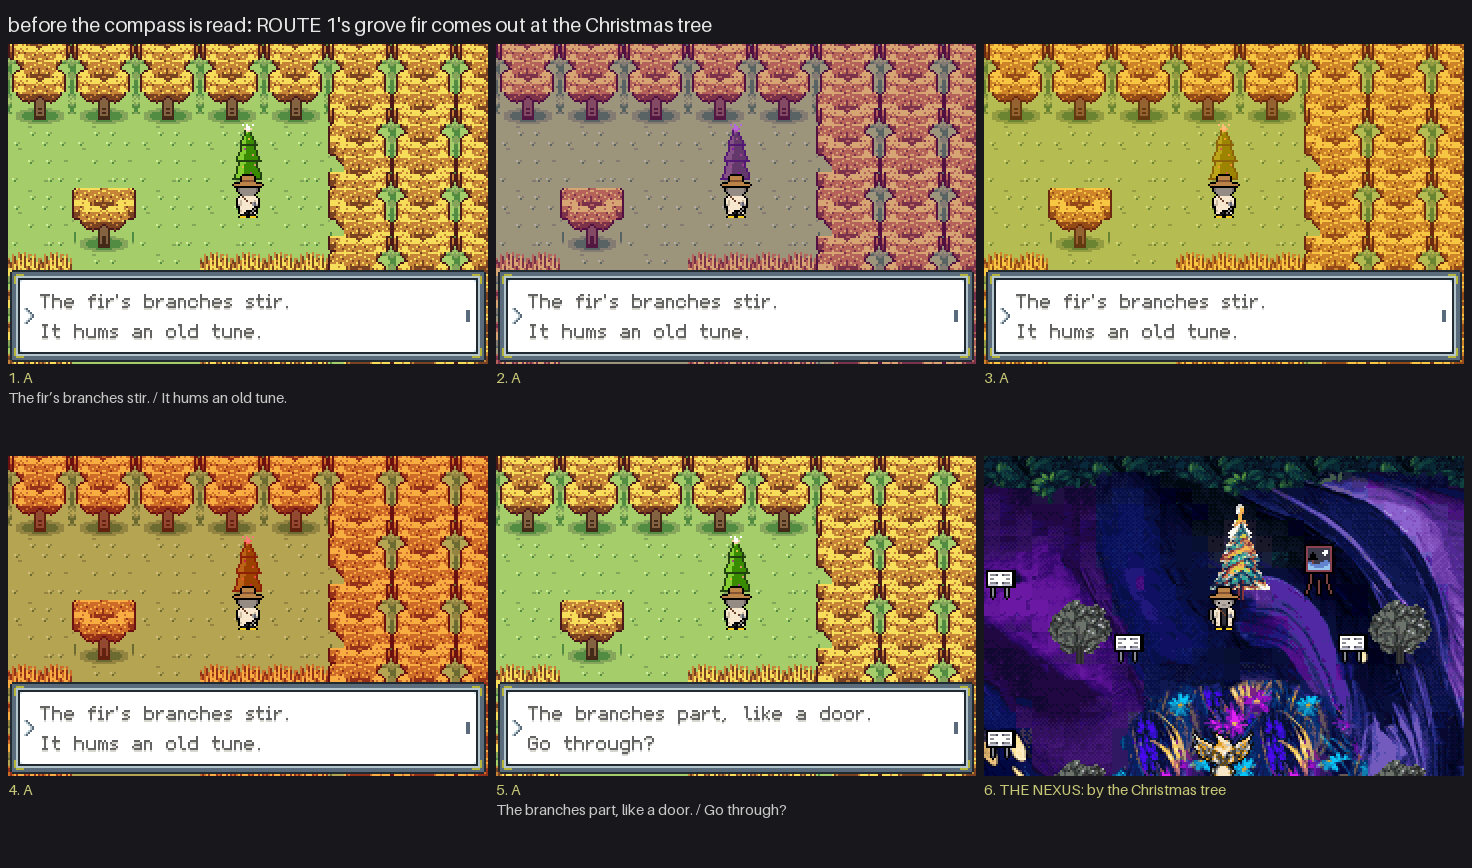 before the compass is read: ROUTE 1's grove fir comes out at the Christmas tree
The fir's branches stir.
It hums an old tune.
The fir's branches stir.
It hums an old tune.
The fir's branches stir.
It hums an old tune.
1. A
The fir’s branches stir. / It hums an old tune.
2. A
3. A
The fir's branches stir.
It hums an old tune.
The branches part, like a door.
Go through?
4. A
5. A
The branches part, like a door. / Go through?
6. THE NEXUS: by the Christmas tree